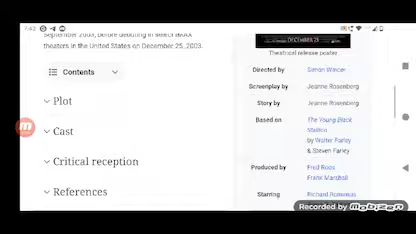 September 2003, before debuting in select IMAX
theaters in the United States on December 25, 2003.
Contents
Plot
Cast
Critical reception
References
DECEMBER 25
Theatrical release poster
Directed by Simon Wincer
Screenplay by Jeanne Rosenberg
Story by Jeanne Rosenberg
Based on The Young Black
Stallion
by Walter Farley
& Steven Farley
Produced by Fred Roos
Frank Marshall
Starring Richard Romanus
Recorded by Mobizen